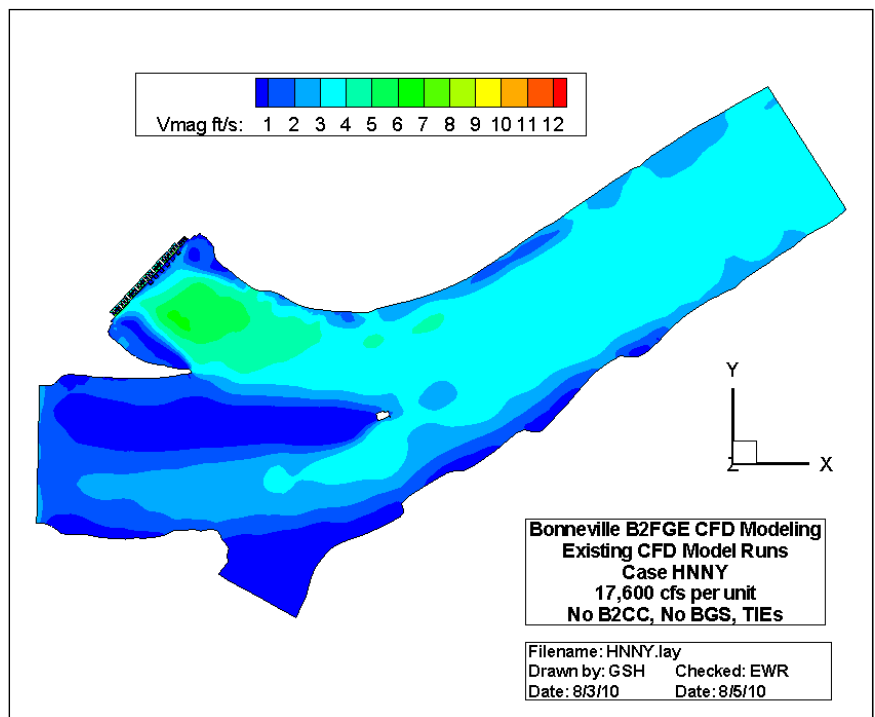 Vmag ft/s: 1 2 3 4 5 6 7 8 9 10 11 12
Y
X
Z
Bonneville B2FGE CFD Modeling
Existing CFD Model Runs
Case HNNY
17,600 cfs per unit
No B2CC, No BGS, TIEs
Filename: HNNY.lay
Drawn by: GSH Checked: EWR
Date: 8/3/10 Date: 8/5/10